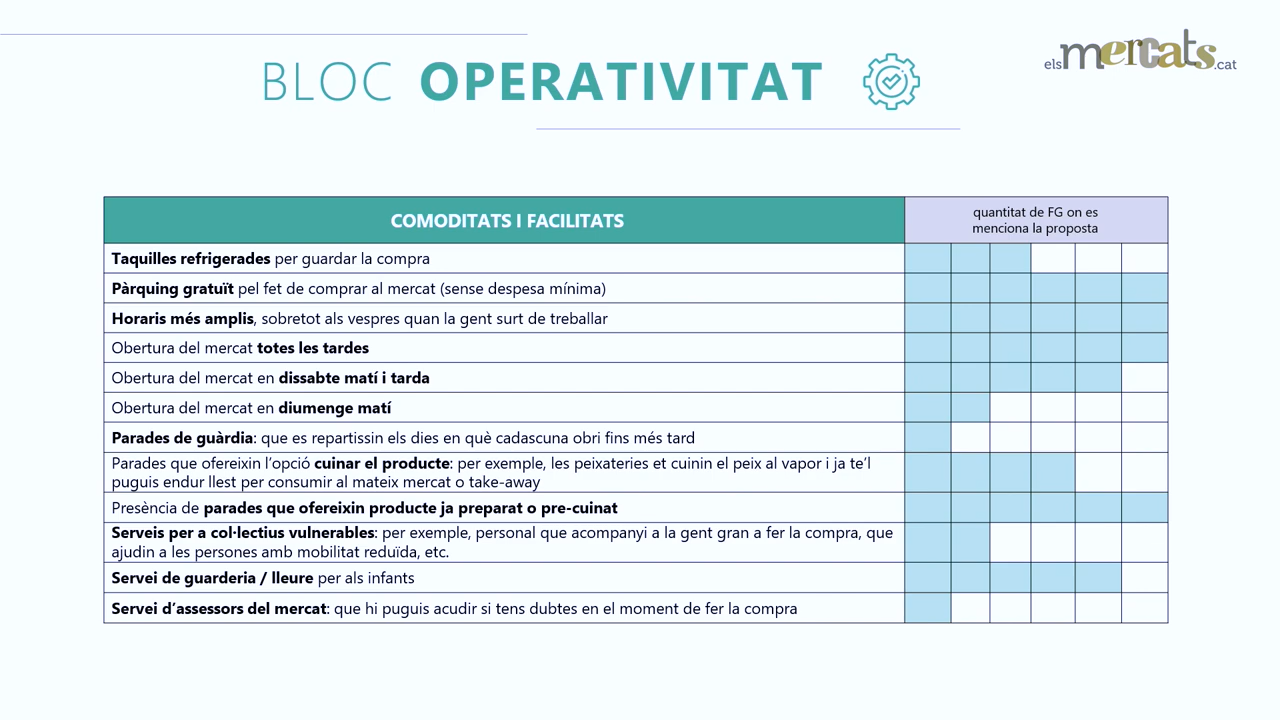 BLOC OPERATIVITAT
elsmercats.cat
COMODITATS I FACILITATS
quantitat de FG on es
menciona la proposta
Taquilles refrigerades per guardar la compra
Pàrquing gratuït pel fet de comprar al mercat (sense despesa mínima)
Horaris més amplis, sobretot als vespres quan la gent surt de treballar
Obertura del mercat totes les tardes
Obertura del mercat en dissabte matí i tarda
Obertura del mercat en diumenge matí
Parades de guàrdia: que es repartissin els dies en què cadascuna obri fins més tard
Parades que ofereixin l’opció cuinar el producte: per exemple, les peixateries et cuinin el peix al vapor i ja te’l
puguis endur llest per consumir al mateix mercat o take-away
Presència de parades que ofereixin producte ja preparat o pre-cuinat
Serveis per a col·lectius vulnerables: per exemple, personal que acompanyi a la gent gran a fer la compra, que
ajudin a les persones amb mobilitat reduïda, etc.
Servei de guarderia / lleure per als infants
Servei d’assessors del mercat: que hi puguis acudir si tens dubtes en el moment de fer la compra